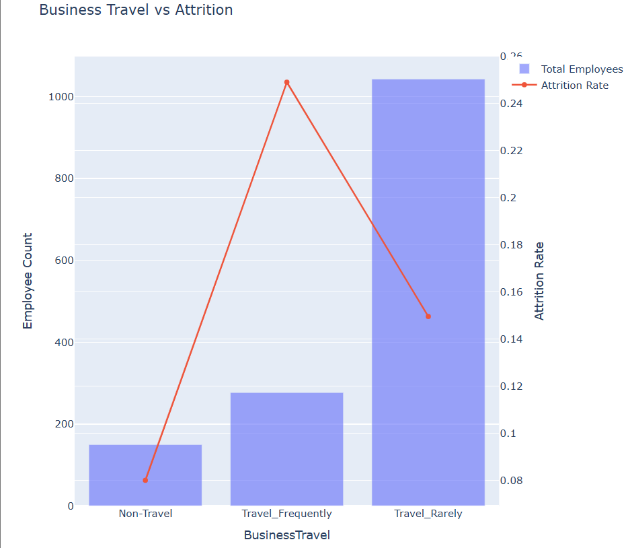 Business Travel vs Attrition
Total Employees
Attrition Rate
1000
800
600
400
200
0
Employee Count
0.26
0.24
0.22
0.2
0.18
0.16
0.14
0.12
0.1
0.08
Attrition Rate
Non-Travel
Travel_Frequently
Travel_Rarely
BusinessTravel